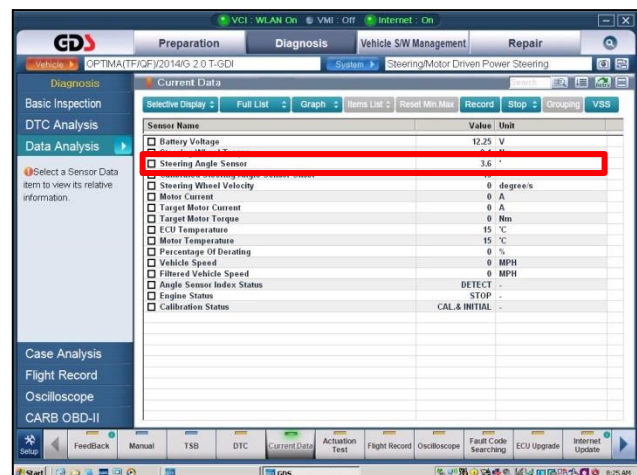 VCI : WLAN On VMI : Off Internet : On
GDS Preparation Diagnosis Vehicle S/W Management Repair
Vehicle OPTIMA(TF/QF)/2014/G 2.0 T-GDI System Steering/Motor Driven Power Steering
Diagnosis
Current Data Search Retry
Basic Inspection
DTC Analysis
Data Analysis
Select a Sensor Data item to view its relative information.
Selective Display Full List Graph Items List Reset Min.Max Record Stop Grouping VSS
Sensor Name Value Unit
Battery Voltage 12.25 V
Steering Angle Sensor 3.6 °
Steering Wheel Velocity 0 degree/s
Motor Current 0 A
Target Motor Current 0 A
Target Motor Torque 0 Nm
ECU Temperature 15 °C
Motor Temperature 15 °C
Percentage Of Derating 0 %
Vehicle Speed 0 MPH
Filtered Vehicle Speed 0 MPH
Angle Sensor Index Status DETECT -
Engine Status STOP -
Calibration Status CAL.& INITIAL -
Case Analysis
Flight Record
Oscilloscope
CARB OBD-II
Setup FeedBack Manual TSB DTC Current Data Actuation Test Flight Record Oscilloscope Fault Code Searching ECU Upgrade Internet Update
Start GDS 8:25 AM